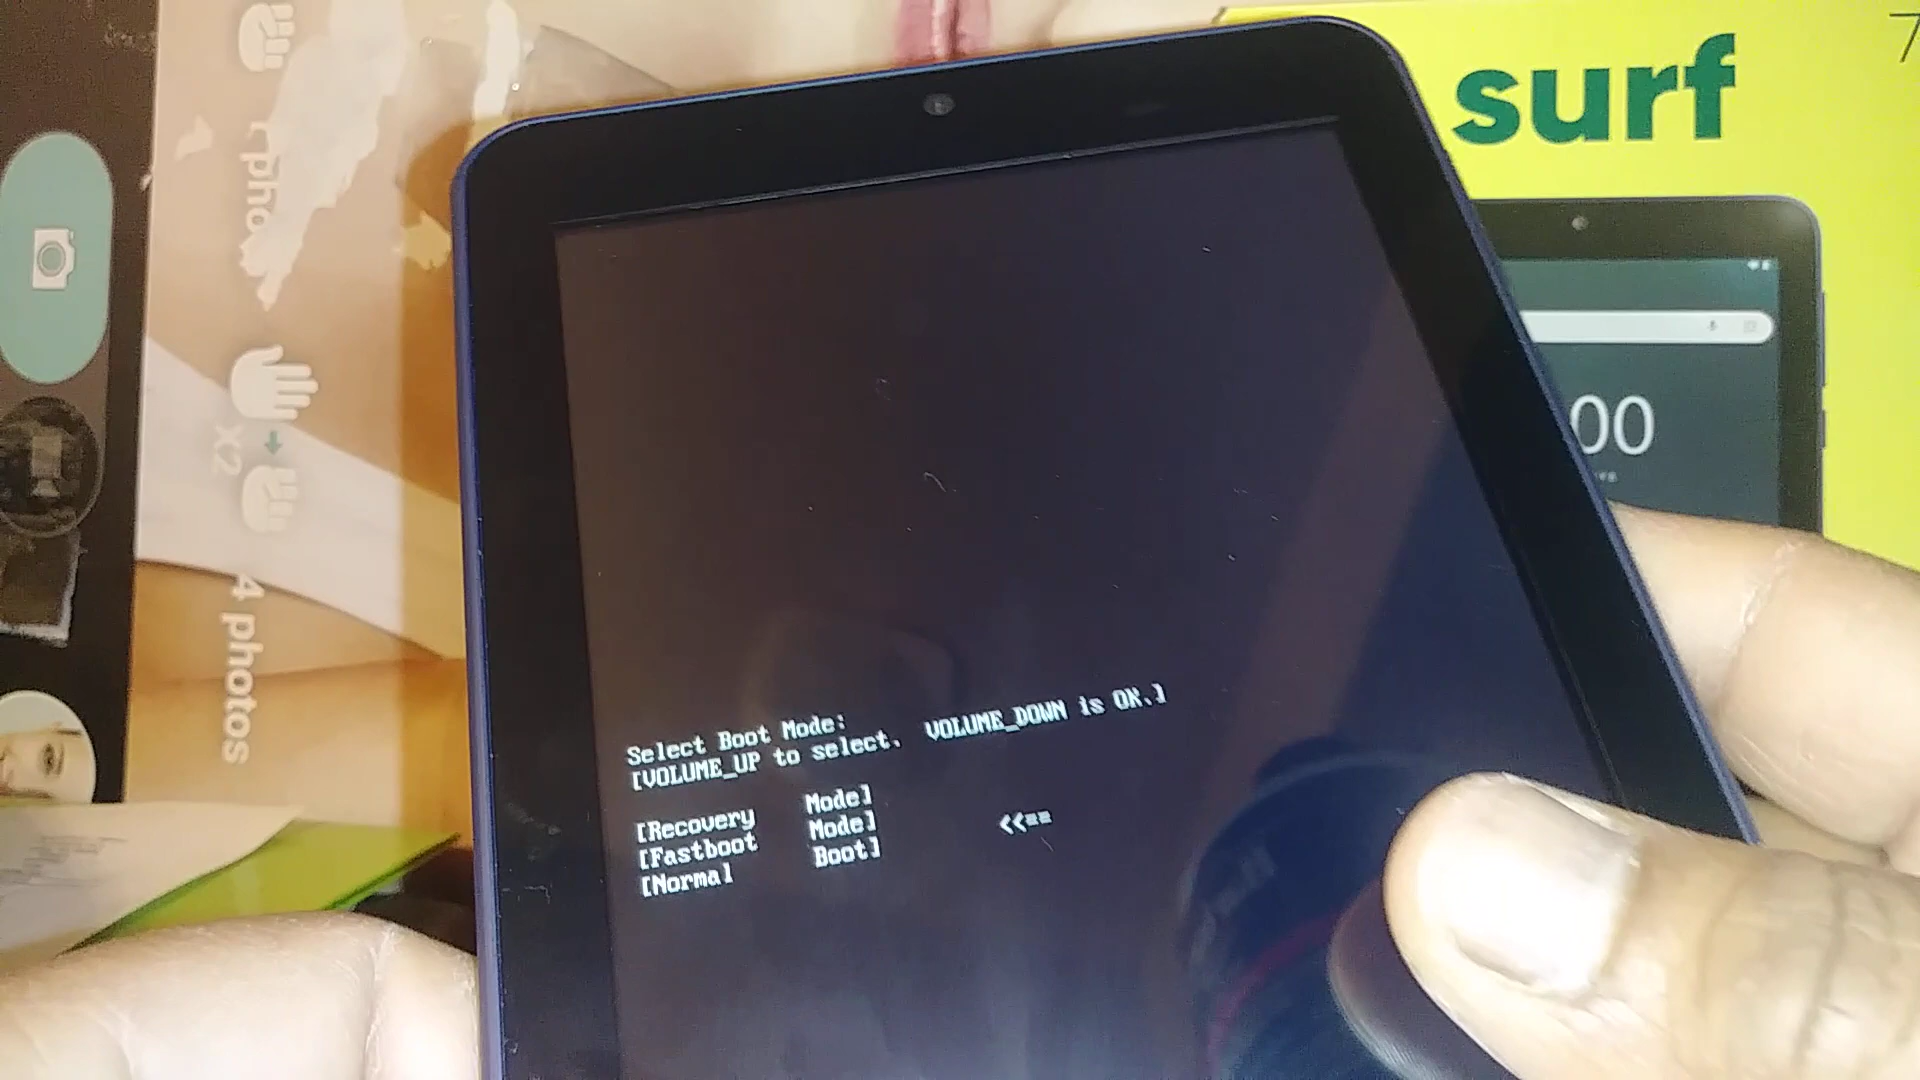 surf
7
00
Select Boot Mode:
[VOLUME_UP to select.  VOLUME_DOWN is OK.]
[Recovery    Mode]
[Fastboot    Mode]    <<==
[Normal      Boot]
X2
4 photos